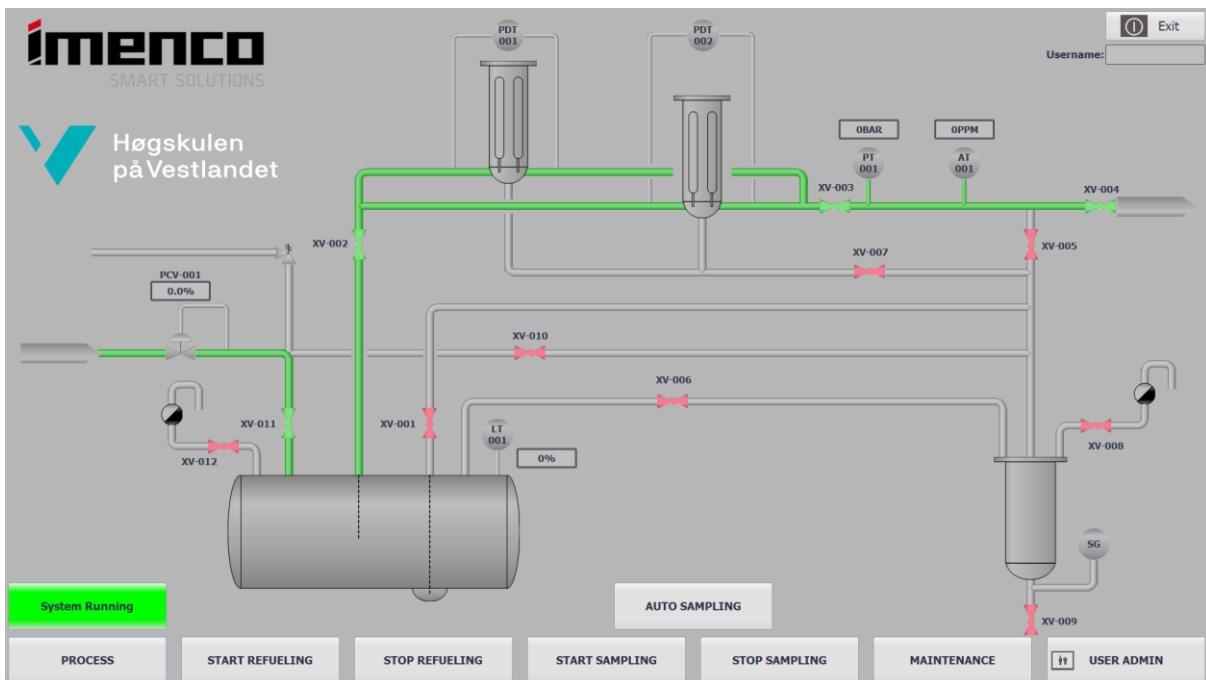 imenco
SMART SOLUTIONS
Høgskulen
på Vestlandet
PDT
001
PDT
002
Exit
Username:
0BAR
0PPM
PT
001
AT
001
XV-003
XV-004
XV-002
XV-005
XV-007
PCV-001
0.0%
XV-010
XV-006
XV-011
XV-001
LT
001
0%
XV-012
XV-008
SG
System Running
AUTO SAMPLING
XV-009
PROCESS
START REFUELING
STOP REFUELING
START SAMPLING
STOP SAMPLING
MAINTENANCE
USER ADMIN